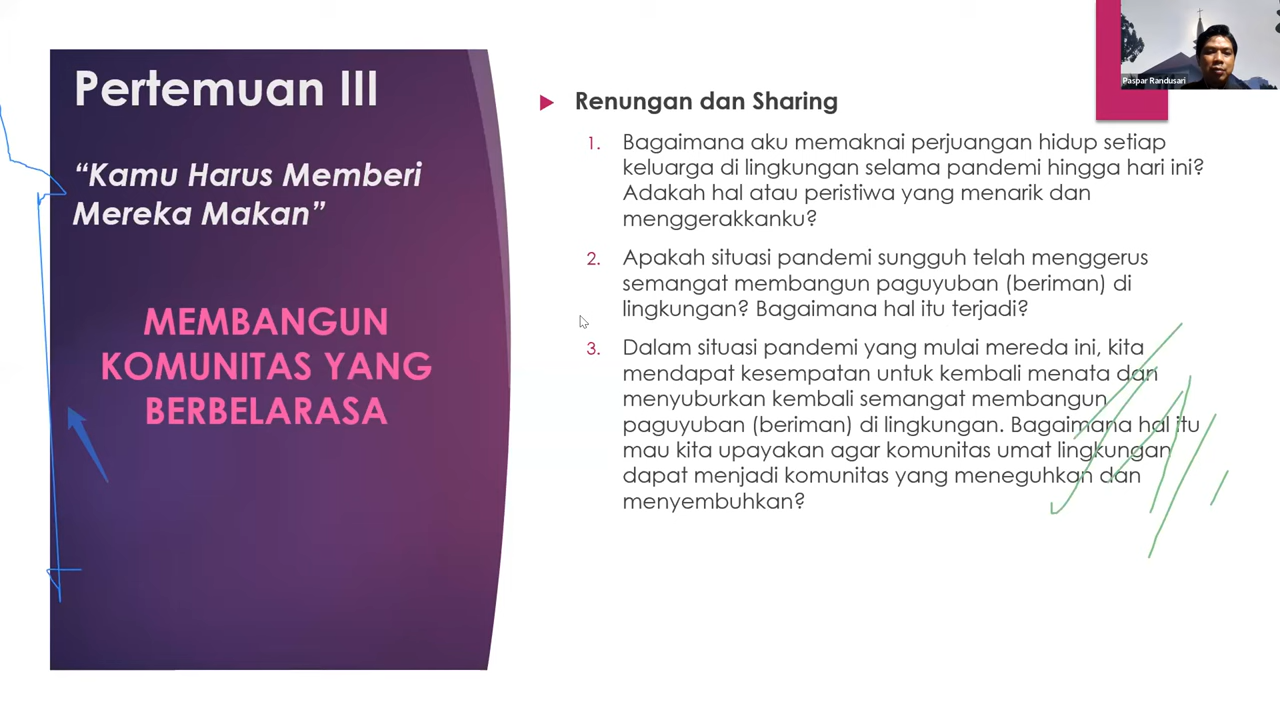 Pertemuan III
“Kamu Harus Memberi
Mereka Makan”
MEMBANGUN
KOMUNITAS YANG
BERBELARASA
Renungan dan Sharing
1. Bagaimana aku memaknai perjuangan hidup setiap
keluarga di lingkungan selama pandemi hingga hari ini?
Adakah hal atau peristiwa yang menarik dan
menggerakkanku?
2. Apakah situasi pandemi sungguh telah menggerus
semangat membangun paguyuban (beriman) di
lingkungan? Bagaimana hal itu terjadi?
3. Dalam situasi pandemi yang mulai mereda ini, kita
mendapat kesempatan untuk kembali menata dan
menyuburkan kembali semangat membangun
paguyuban (beriman) di lingkungan. Bagaimana hal itu
mau kita upayakan agar komunitas umat lingkungan
dapat menjadi komunitas yang meneguhkan dan
menyembuhkan?
Paspar Randusari